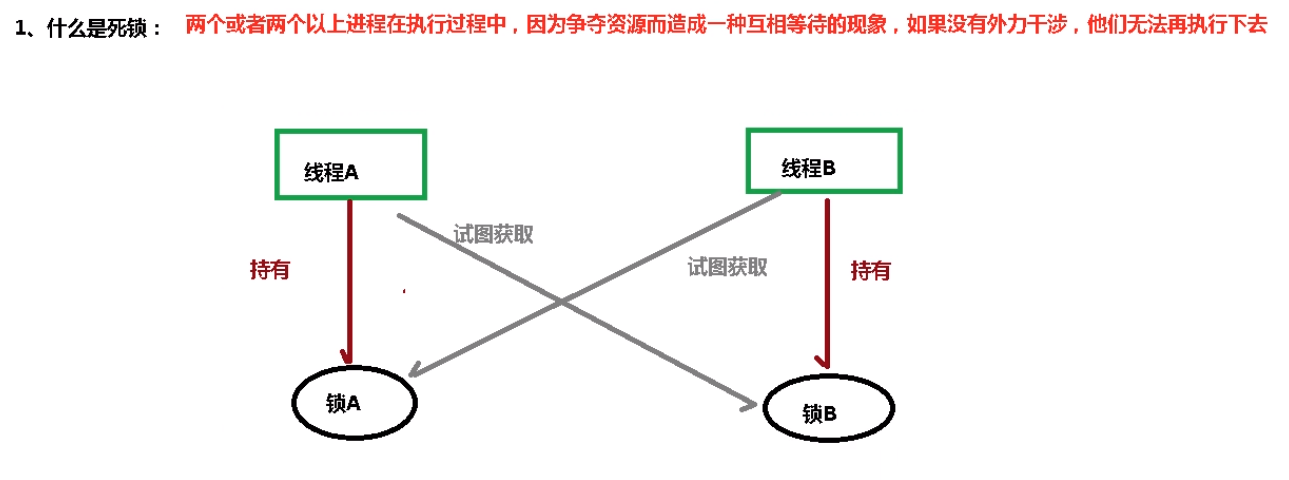 1、什么是死锁： 两个或者两个以上进程在执行过程中，因为争夺资源而造成一种互相等待的现象，如果没有外力干涉，他们无法再执行下去
线程A
线程B
试图获取
试图获取
持有
持有
锁A
锁B